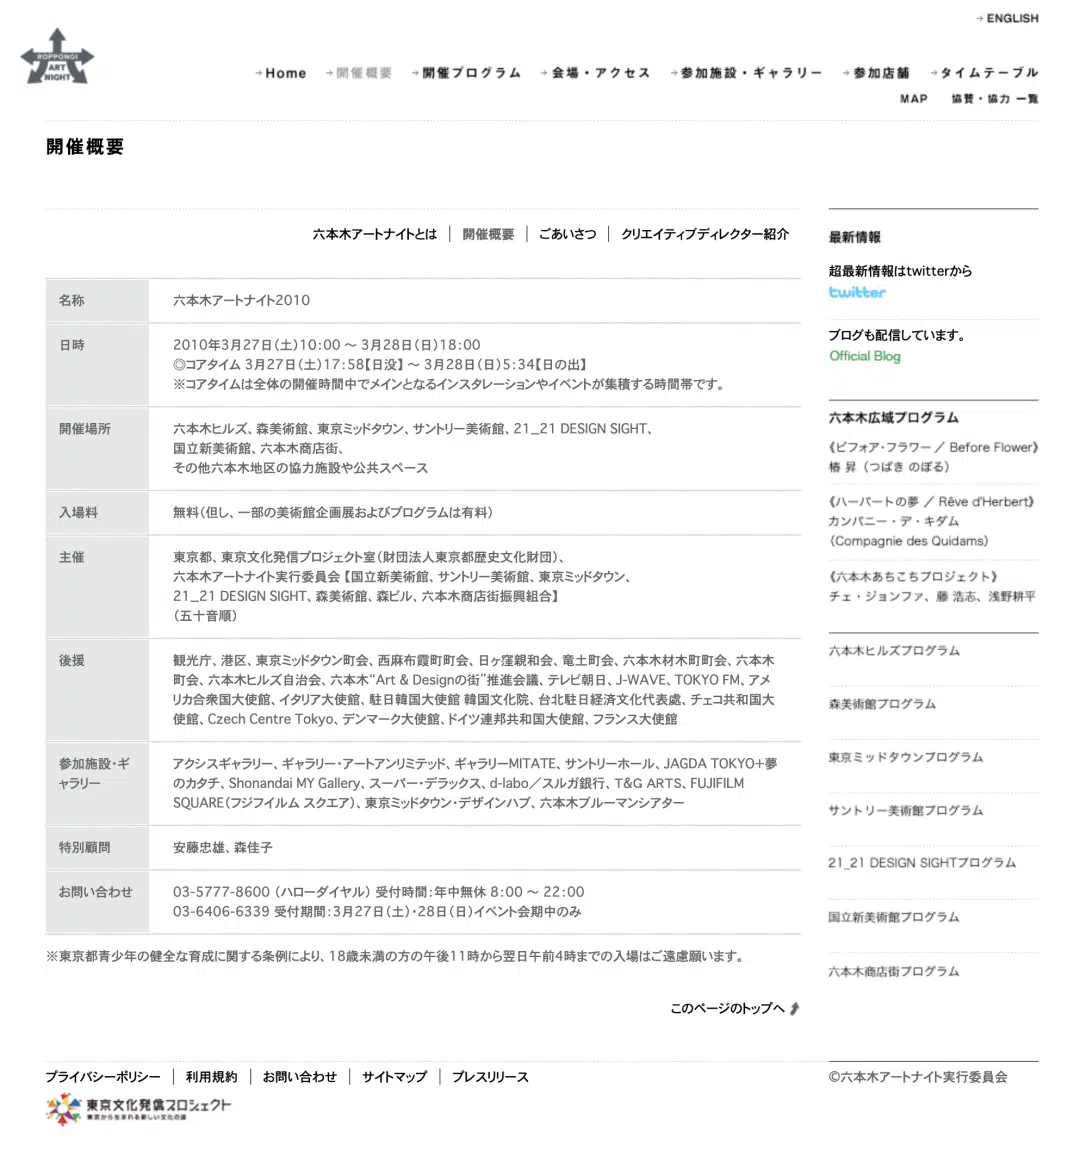 → ENGLISH
ROPPONGI
ART
NIGHT
→Home →開催概要 →開催プログラム →会場・アクセス →参加施設・ギャラリー →参加店舗 →タイムテーブル
MAP 協賛・協力 一覧
開催概要
六本木アートナイトとは │ 開催概要 │ ごあいさつ │ クリエイティブディレクター紹介
名称 六本木アートナイト2010
日時 2010年3月27日（土）10：00 ～ 3月28日（日）18：00
◎コアタイム 3月27日（土）17：58【日没】 ～ 3月28日（日）5：34【日の出】
※コアタイムは全体の開催時間中でメインとなるインスタレーションやイベントが集積する時間帯です。
開催場所 六本木ヒルズ、森美術館、東京ミッドタウン、サントリー美術館、21_21 DESIGN SIGHT、
国立新美術館、六本木商店街、
その他六本木地区の協力施設や公共スペース
入場料 無料（但し、一部の美術館企画展およびプログラムは有料）
主催 東京都、東京文化発信プロジェクト室（財団法人東京都歴史文化財団）、
六本木アートナイト実行委員会 【国立新美術館、サントリー美術館、東京ミッドタウン、
21_21 DESIGN SIGHT、森美術館、森ビル、六本木商店街振興組合】
（五十音順）
後援 観光庁、港区、東京ミッドタウン町会、西麻布霞町町会、日ヶ窪親和会、竜土町会、六本木材木町町会、六本木
町会、六本木ヒルズ自治会、六本木“Art & Designの街”推進会議、テレビ朝日、J-WAVE、TOKYO FM、アメ
リカ合衆国大使館、イタリア大使館、駐日韓国大使館 韓国文化院、台北駐日経済文化代表處、チェコ共和国大
使館、Czech Centre Tokyo、デンマーク大使館、ドイツ連邦共和国大使館、フランス大使館
参加施設・ギ
ャラリー
アクシスギャラリー、ギャラリー・アートアンリミテッド、ギャラリーMITATE、サントリーホール、JAGDA TOKYO+夢
のカタチ、Shonandai MY Gallery、スーパー・デラックス、d-labo／スルガ銀行、T&G ARTS、FUJIFILM
SQUARE（フジフイルム スクエア）、東京ミッドタウン・デザインハブ、六本木ブルーマンシアター
特別顧問 安藤忠雄、森佳子
お問い合わせ 03-5777-8600 （ハローダイヤル） 受付時間：年中無休 8：00 ～ 22：00
03-6406-6339 受付期間：3月27日（土）・28日（日）イベント会期中のみ
※東京都青少年の健全な育成に関する条例により、18歳未満の方の午後11時から翌日午前4時までの入場はご遠慮願います。
このページのトップへ
最新情報
超最新情報はtwitterから
twitter
ブログも配信しています。
Official Blog
六本木広域プログラム
《ビフォア・フラワー ／ Before Flower》
椿 昇（つばき のぼる）
《ハーバートの夢 ／ Rêve d'Herbert》
カンパニー・デ・キダム
（Compagnie des Quidams）
《六本木あちこちプロジェクト》
チェ・ジョンファ、藤 浩志、浅野耕平
六本木ヒルズプログラム
森美術館プログラム
東京ミッドタウンプログラム
サントリー美術館プログラム
21_21 DESIGN SIGHTプログラム
国立新美術館プログラム
六本木商店街プログラム
プライバシーポリシー │ 利用規約 │ お問い合わせ │ サイトマップ │ プレスリリース
©六本木アートナイト実行委員会
東京文化発信プロジェクト
東京から生まれる新しい文化の波